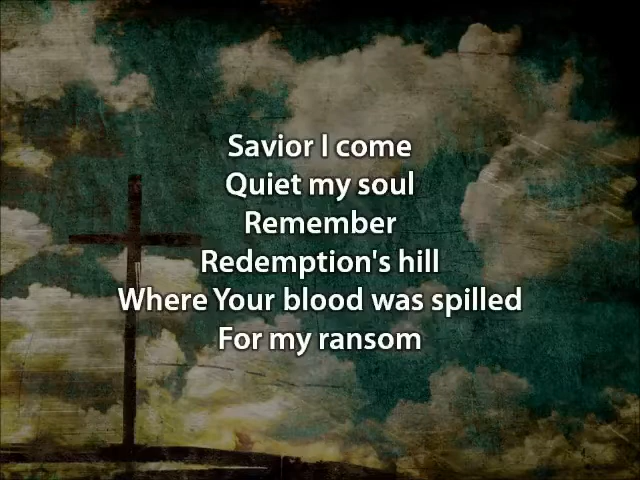 Savior I come
Quiet my soul
Remember
Redemption's hill
Where Your blood was spilled
For my ransom